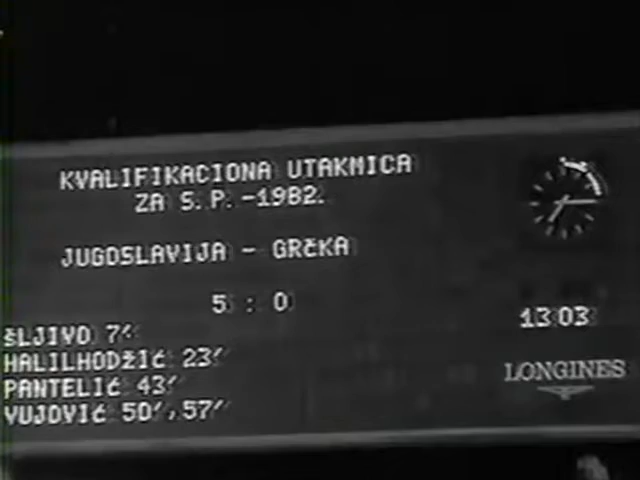 KVALIFIKACIONA UTAKMICA
ZA S.P.-1982.
JUGOSLAVIJA - GRČKA
5 : 0
ŠLJIVO 7'
HALILHODŽIĆ 23'
PANTELIĆ 43'
VUJOVIĆ 50',57'
13:03
LONGINES